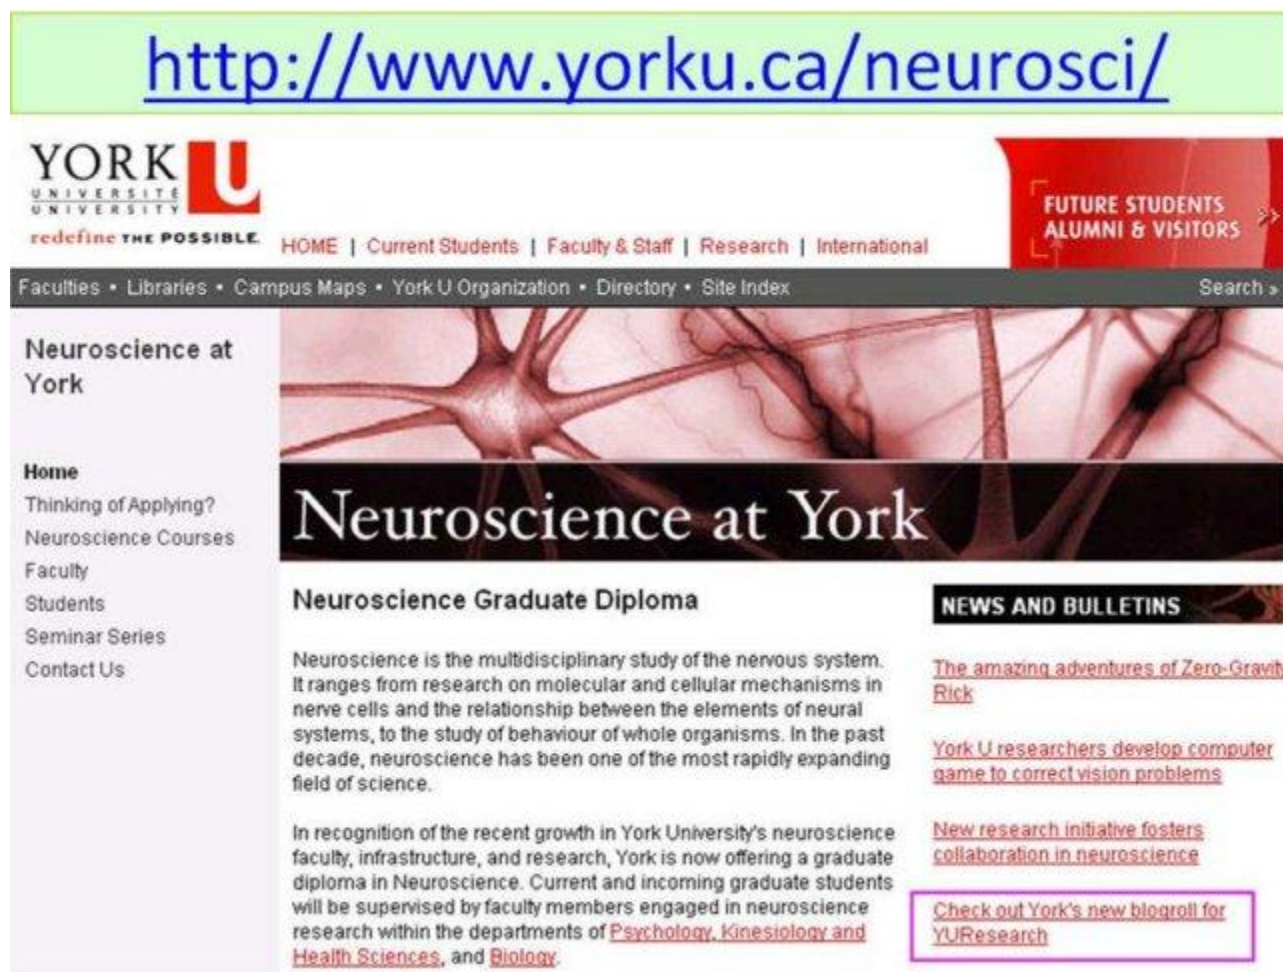 http://www.yorku.ca/neurosci/
YORK U
UNIVERSITÉ
UNIVERSITY
redefine THE POSSIBLE.
HOME | Current Students | Faculty & Staff | Research | International
FUTURE STUDENTS
ALUMNI & VISITORS
Faculties • Libraries • Campus Maps • York U Organization • Directory • Site Index
Search »
Neuroscience at
York
Home
Thinking of Applying?
Neuroscience Courses
Faculty
Students
Seminar Series
Contact Us
Neuroscience at York
Neuroscience Graduate Diploma
Neuroscience is the multidisciplinary study of the nervous system.
It ranges from research on molecular and cellular mechanisms in
nerve cells and the relationship between the elements of neural
systems, to the study of behaviour of whole organisms. In the past
decade, neuroscience has been one of the most rapidly expanding
field of science.
In recognition of the recent growth in York University's neuroscience
faculty, infrastructure, and research, York is now offering a graduate
diploma in Neuroscience. Current and incoming graduate students
will be supervised by faculty members engaged in neuroscience
research within the departments of Psychology, Kinesiology and
Health Sciences, and Biology.
NEWS AND BULLETINS
The amazing adventures of Zero-Gravit
Rick
York U researchers develop computer
game to correct vision problems
New research initiative fosters
collaboration in neuroscience
Check out York's new blogroll for
YUResearch